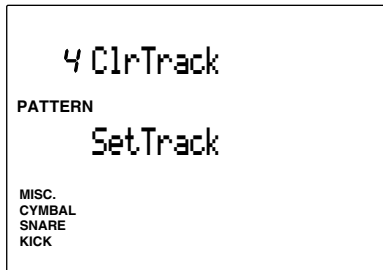 4 ClrTrack
PATTERN
SetTrack
MISC.
CYMBAL
SNARE
KICK